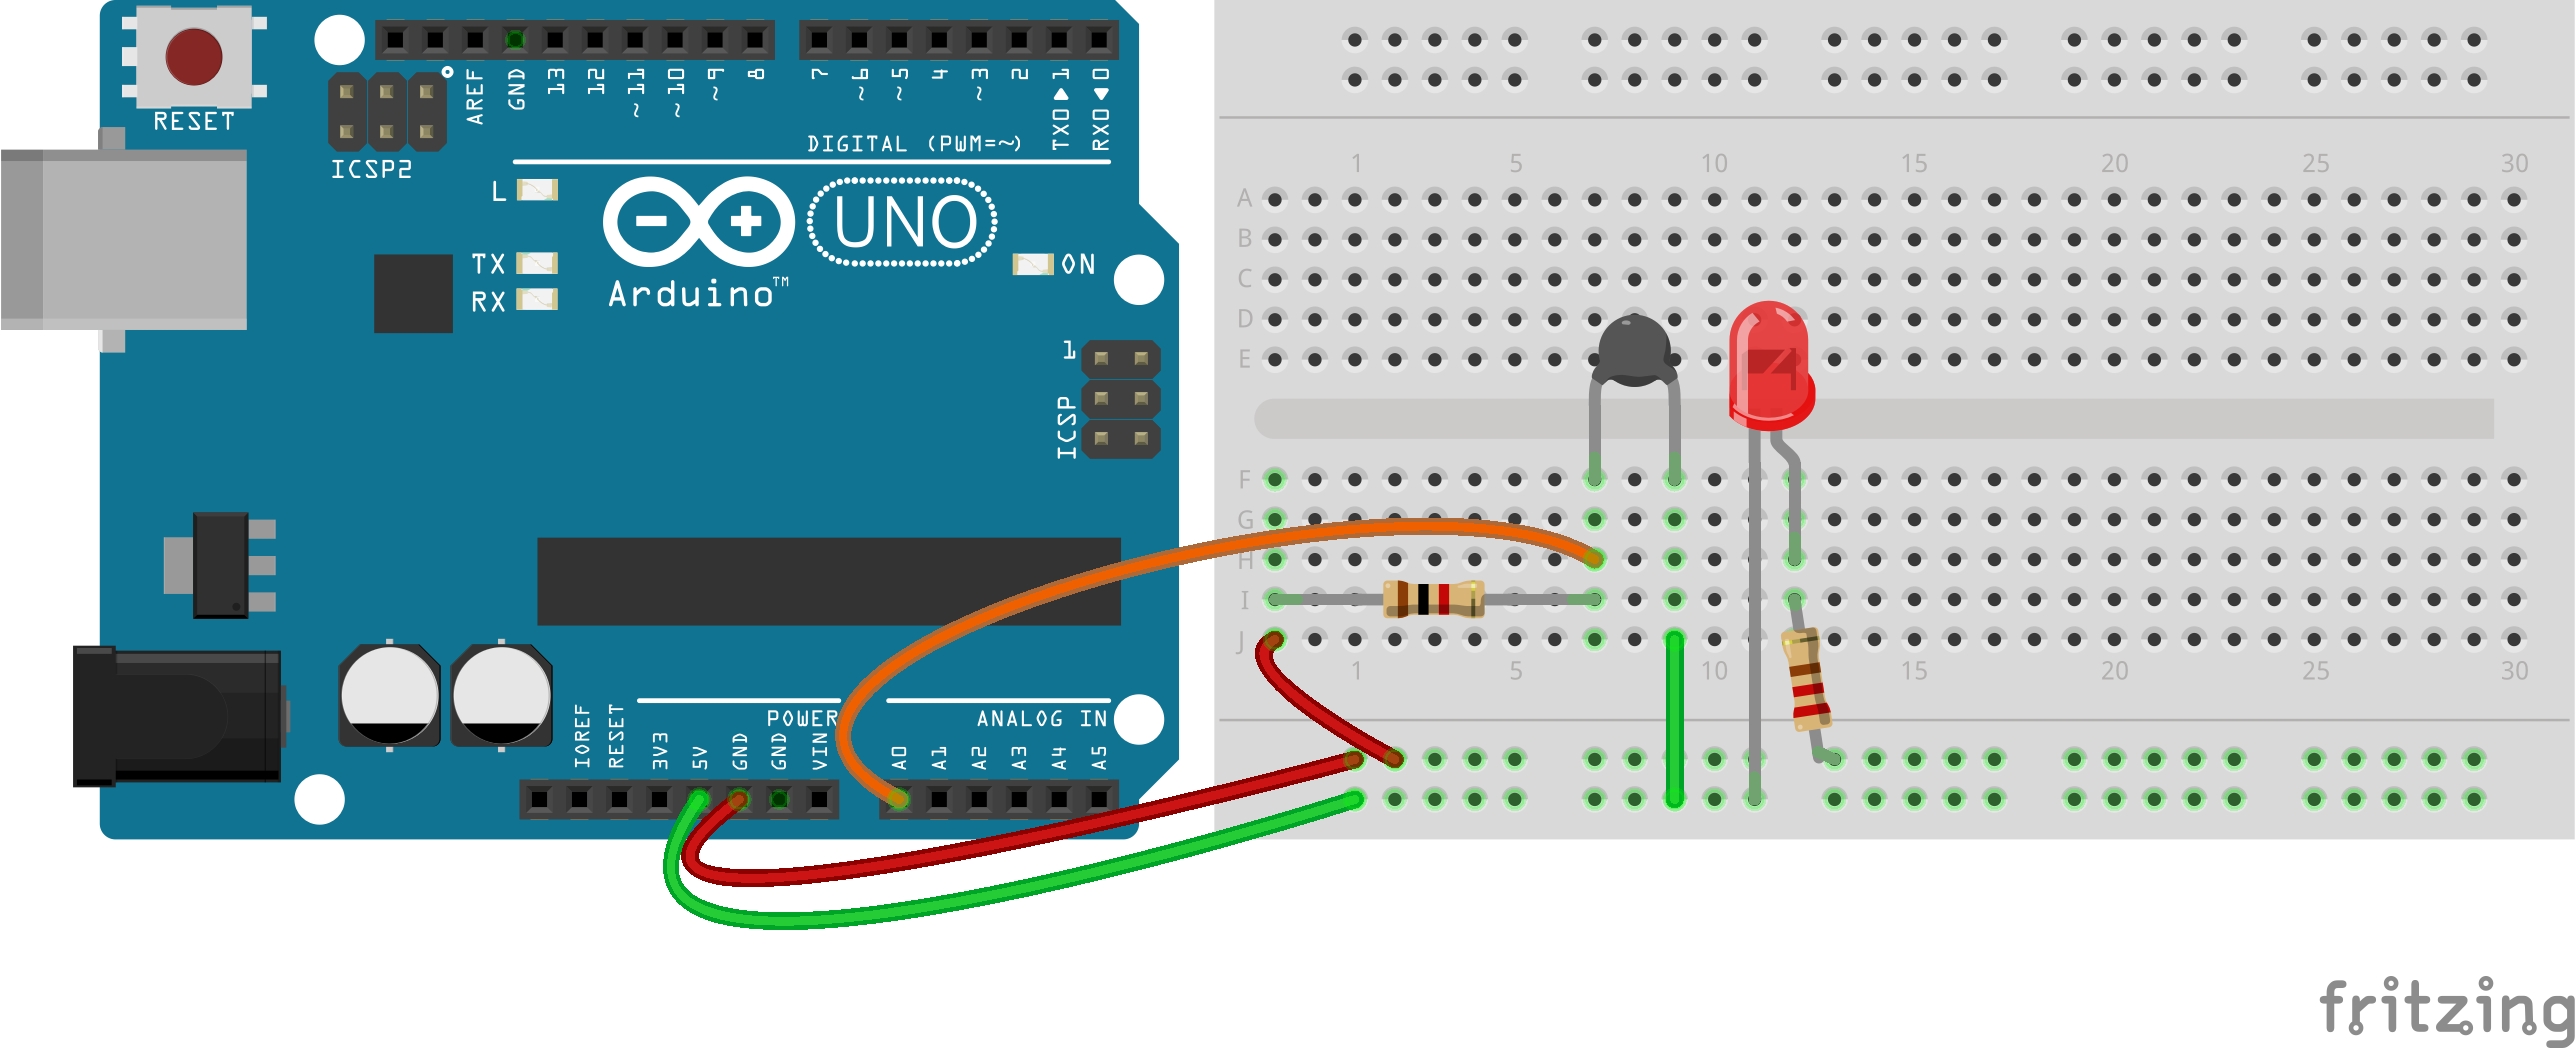 RESET
ICSP2
AREF
GND
13
12
~11
~10
~9
8
7
~6
~5
4
~3
2
TX0▶1
RX0◀0
DIGITAL (PWM=~)
L
TX
RX
Arduino™
UNO
ON
1
ICSP
IOREF
RESET
3V3
5V
GND
GND
VIN
POWER
ANALOG IN
A0
A1
A2
A3
A4
A5
1 5 10 15 20 25 30
A
B
C
D
E
F
G
H
I
J
1 5 10 15 20 25 30
fritzing